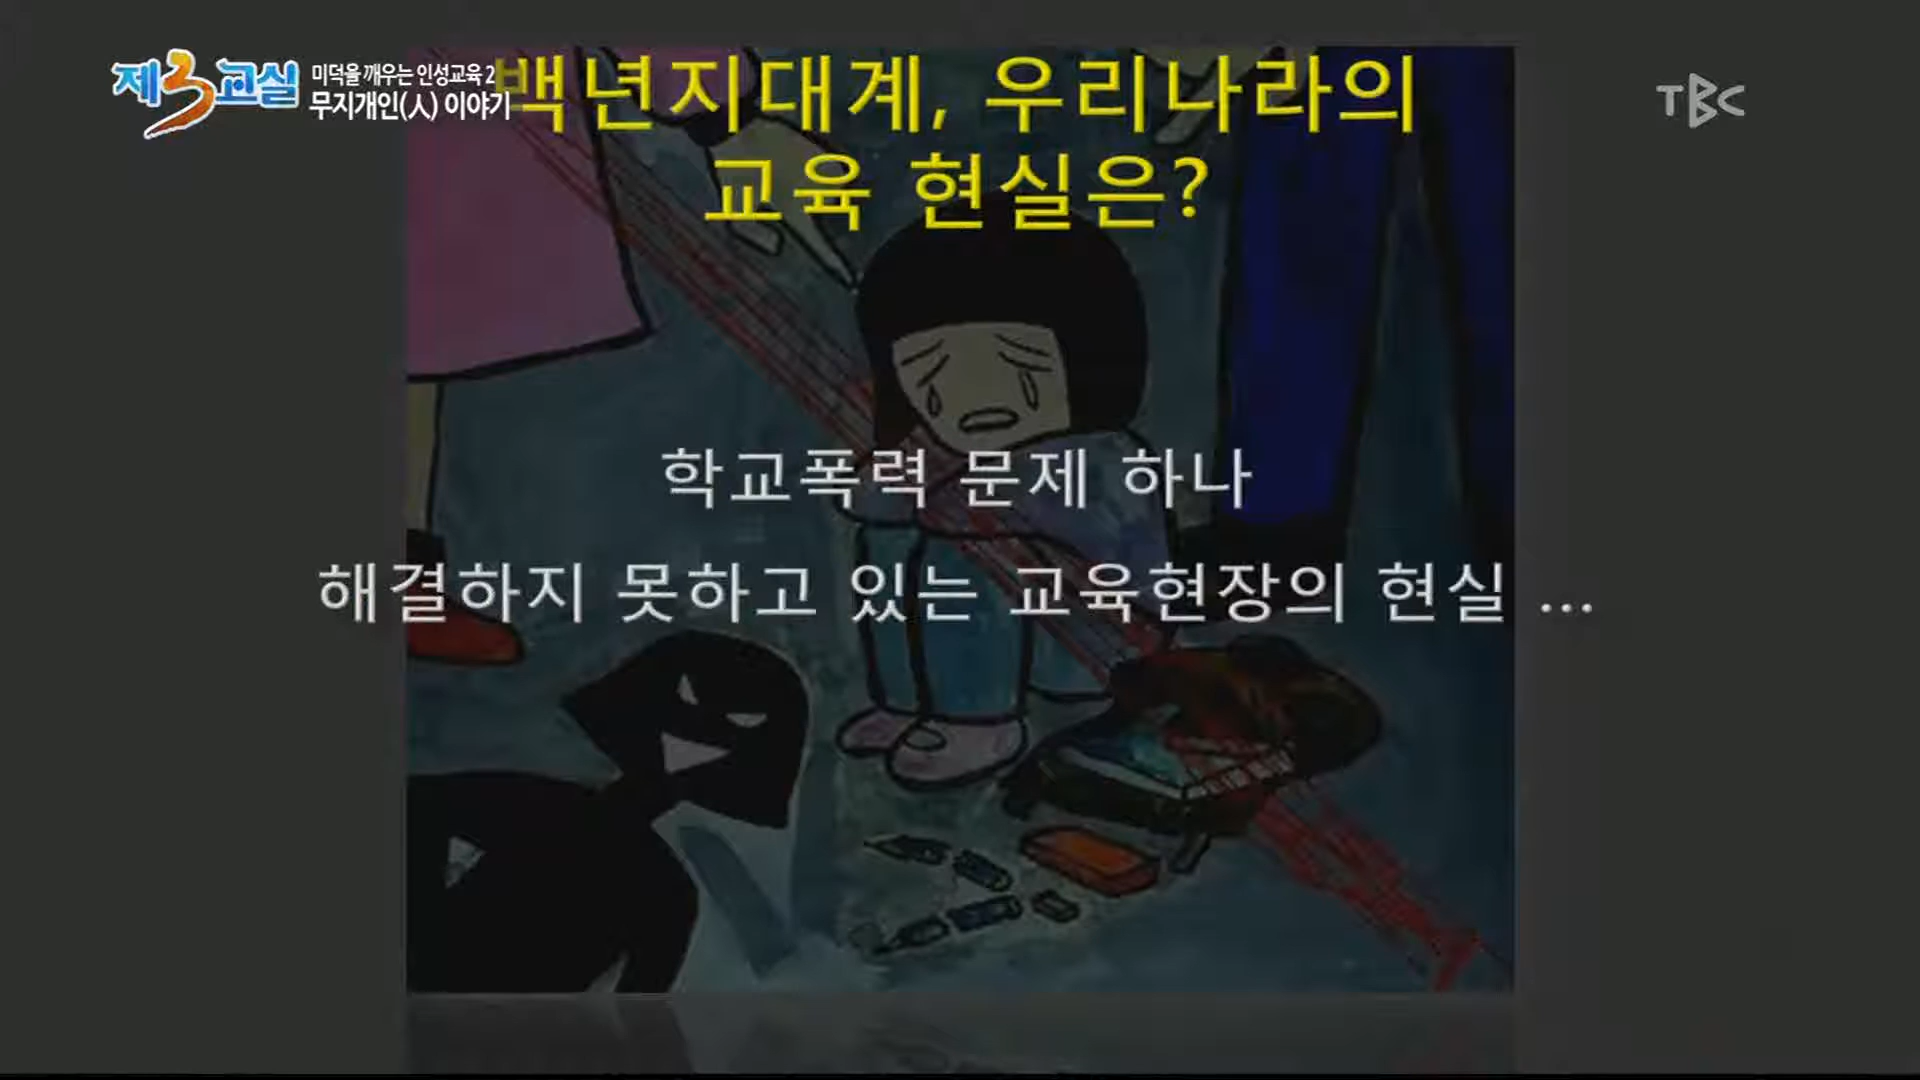 제3교실
미덕을 깨우는 인성교육 2
무지개인(人) 이야기
TBC
백년지대계, 우리나라의
교육 현실은?
학교폭력 문제 하나
해결하지 못하고 있는 교육현장의 현실 ...